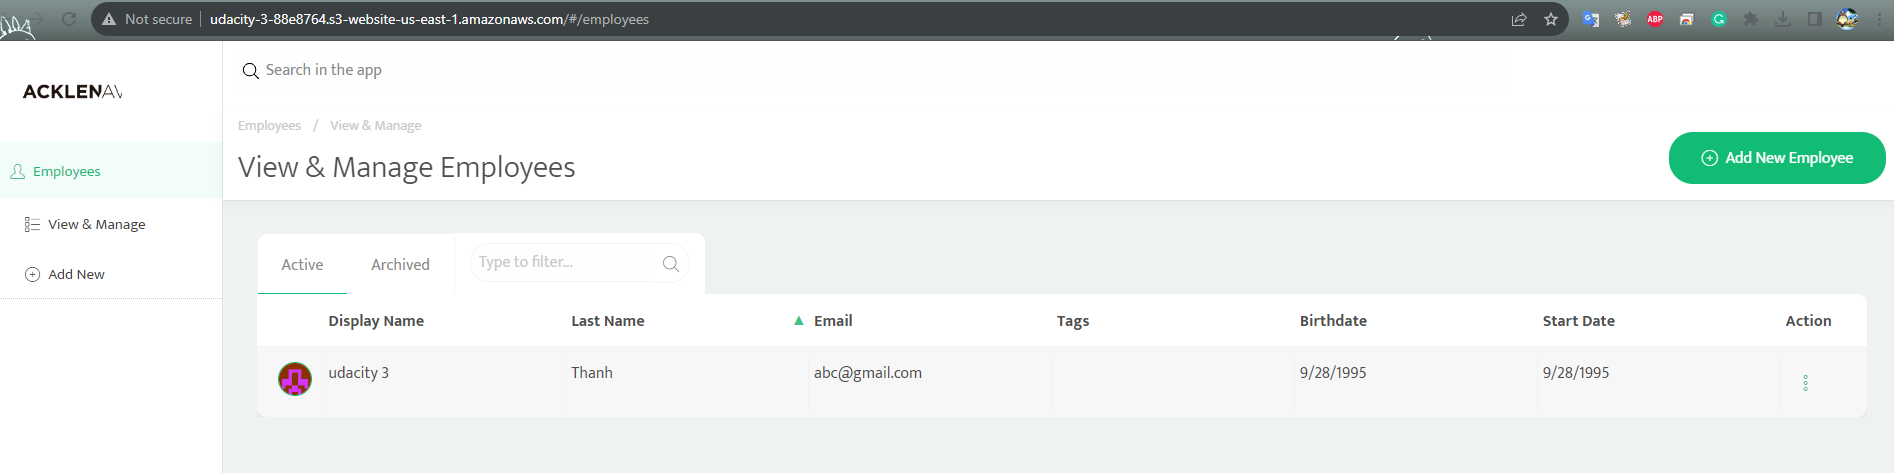 Not secure udacity-3-88e8764.s3-website-us-east-1.amazonaws.com/#/employees ABP G
ACKLENAV
Search in the app
Employees / View & Manage
View & Manage Employees
Add New Employee
Employees
View & Manage
Add New
Active Archived Type to filter...
Display Name Last Name Email Tags Birthdate Start Date Action
udacity 3 Thanh abc@gmail.com 9/28/1995 9/28/1995